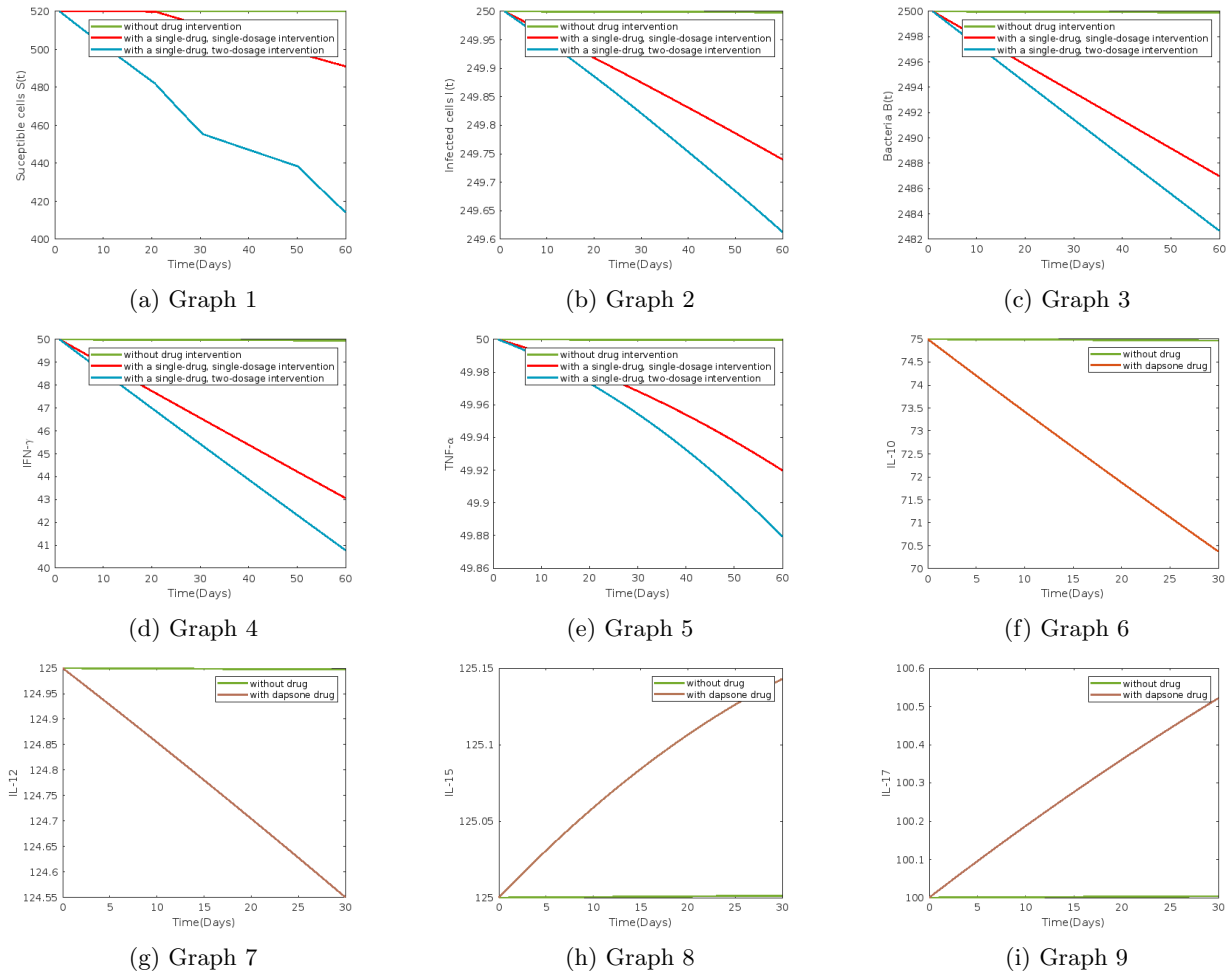 520
500
480
460
440
420
400
Suceptible cells S(t)
without drug intervention
with a single-drug, single-dosage intervention
with a single-drug, two-dosage intervention
0 10 20 30 40 50 60
Time(Days)
(a) Graph 1
250
249.95
249.9
249.85
249.8
249.75
249.7
249.65
249.6
Infected cells I(t)
without drug intervention
with a single-drug, single-dosage intervention
with a single-drug, two-dosage intervention
0 10 20 30 40 50 60
Time(Days)
(b) Graph 2
2500
2498
2496
2494
2492
2490
2488
2486
2484
2482
Bacteria B(t)
without drug intervention
with a single-drug, single-dosage intervention
with a single-drug, two-dosage intervention
0 10 20 30 40 50 60
Time(Days)
(c) Graph 3
50
49
48
47
46
45
44
43
42
41
40
IFN-γ
without drug intervention
with a single-drug, single-dosage intervention
with a single-drug, two-dosage intervention
0 10 20 30 40 50 60
Time(Days)
(d) Graph 4
50
49.98
49.96
49.94
49.92
49.9
49.88
49.86
TNF-α
without drug intervention
with a single-drug, single-dosage intervention
with a single-drug, two-dosage intervention
0 10 20 30 40 50 60
Time(Days)
(e) Graph 5
75
74.5
74
73.5
73
72.5
72
71.5
71
70.5
70
IL-10
without drug
with dapsone drug
0 5 10 15 20 25 30
Time(Days)
(f) Graph 6
125
124.95
124.9
124.85
124.8
124.75
124.7
124.65
124.6
124.55
IL-12
without drug
with dapsone drug
0 5 10 15 20 25 30
Time(Days)
(g) Graph 7
125.15
125.1
125.05
125
IL-15
without drug
with dapsone drug
0 5 10 15 20 25 30
Time(Days)
(h) Graph 8
100.6
100.5
100.4
100.3
100.2
100.1
100
IL-17
without drug
with dapsone drug
0 5 10 15 20 25 30
Time(Days)
(i) Graph 9